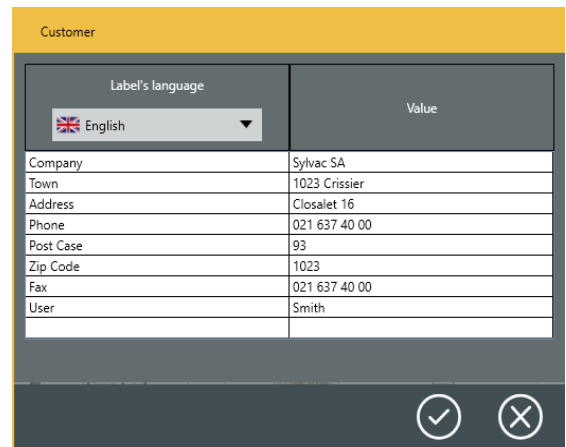 Customer
Label's language
English
Value
Company Sylvac SA
Town 1023 Crissier
Address Closalet 16
Phone 021 637 40 00
Post Case 93
Zip Code 1023
Fax 021 637 40 00
User Smith